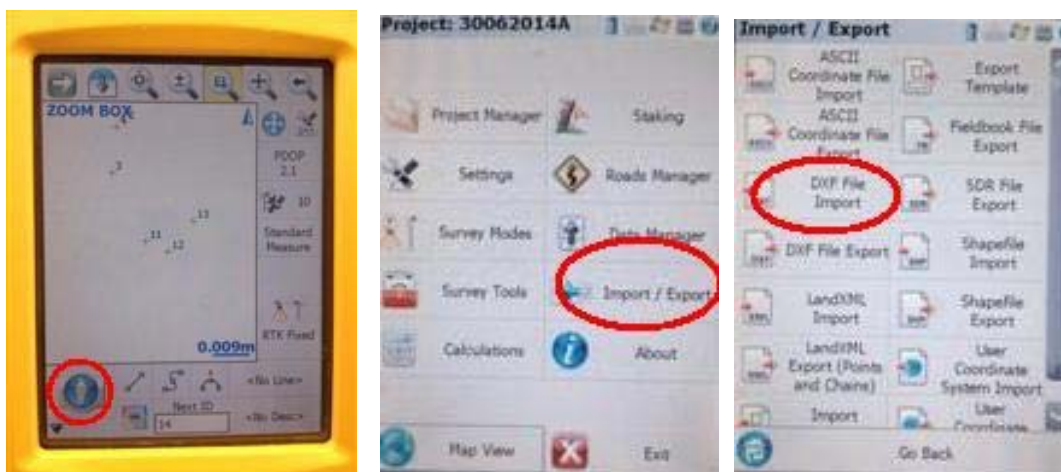 ZOOM BOX
3
13
11
12
0.009m
PDOP
2.1
10
Standard
Measure
RTK Fixed
<No Line>
Next ID
14
<No Desc>
Project: 30062014A
Project Manager
Staking
Settings
Roads Manager
Survey Modes
Data Manager
Survey Tools
Import / Export
Calculations
About
Map View
Exit
Import / Export
ASCII
Coordinate File
Import
Export
Template
ASCII
Coordinate File
Export
Fieldbook File
Export
DXF File
Import
SDR File
Export
DXF File Export
Shapefile
Import
LandXML
Import
Shapefile
Export
LandXML
Export (Points
and Chains)
User
Coordinate
System Import
Import
User
Coordinate
Go Back